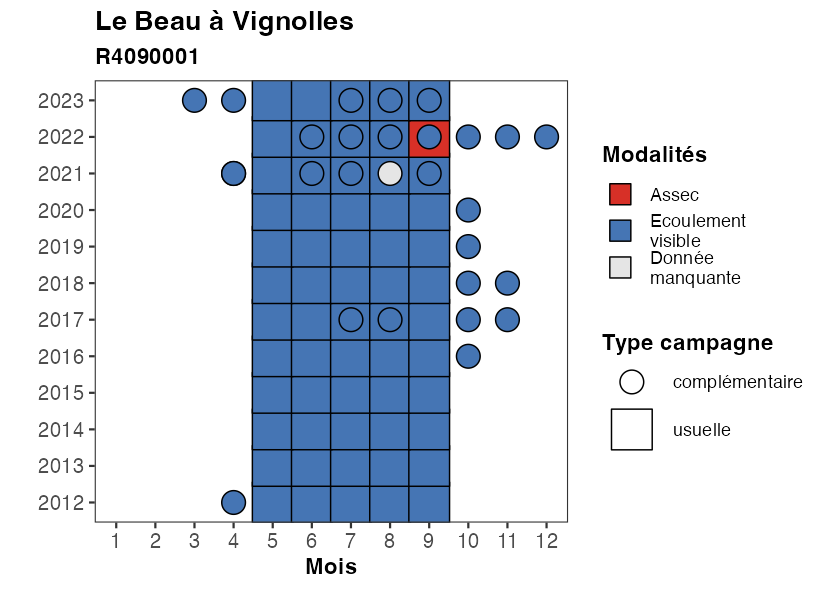 Le Beau à Vignolles
R4090001
2023
2022
2021
2020
2019
2018
2017
2016
2015
2014
2013
2012
1 2 3 4 5 6 7 8 9 10 11 12
Mois
Modalités
Assec
Ecoulement
visible
Donnée
manquante
Type campagne
complémentaire
usuelle